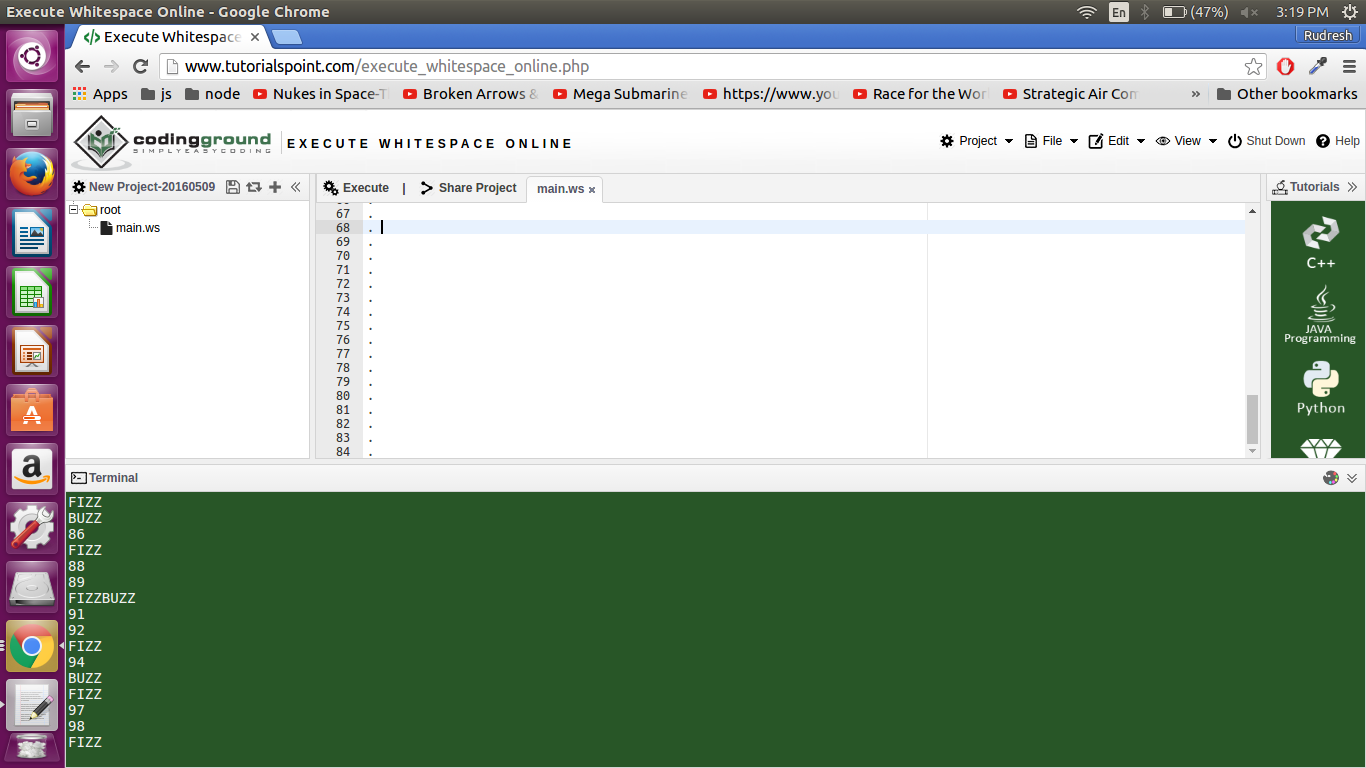 Execute Whitespace Online - Google Chrome
En
(47%)
3:19 PM
Execute Whitespace
Rudresh
www.tutorialspoint.com/execute_whitespace_online.php
Apps
js
node
Nukes in Space-T
Broken Arrows &
Mega Submarine
https://www.you
Race for the Worl
Strategic Air Com
»
Other bookmarks
codingground
SIMPLYEASYCODING
EXECUTE WHITESPACE ONLINE
Project
File
Edit
View
Shut Down
Help
New Project-20160509
Execute
|
Share Project
main.ws
Tutorials
root
main.ws
67 .
68 .
69 .
70 .
71 .
72 .
73 .
74 .
75 .
76 .
77 .
78 .
79 .
80 .
81 .
82 .
83 .
84 .
C++
JAVA
Programming
Python
Terminal
FIZZ
BUZZ
86
FIZZ
88
89
FIZZBUZZ
91
92
FIZZ
94
BUZZ
FIZZ
97
98
FIZZ